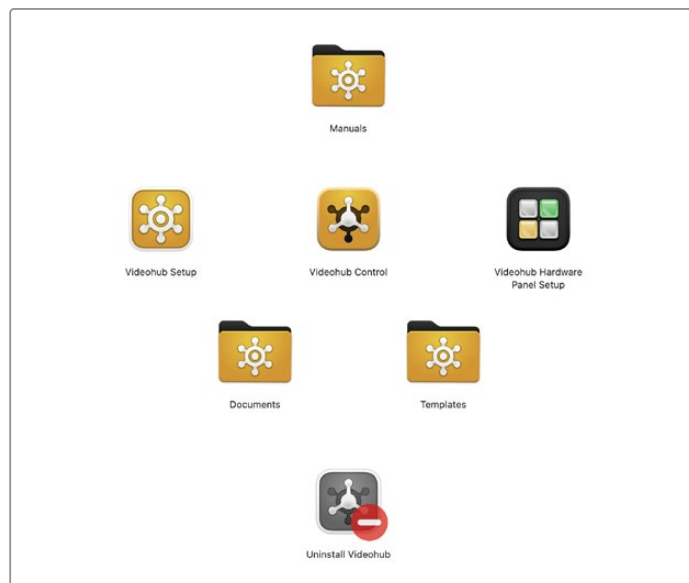 Manuals
Videohub Setup
Videohub Control
Videohub Hardware
Panel Setup
Documents
Templates
Uninstall Videohub